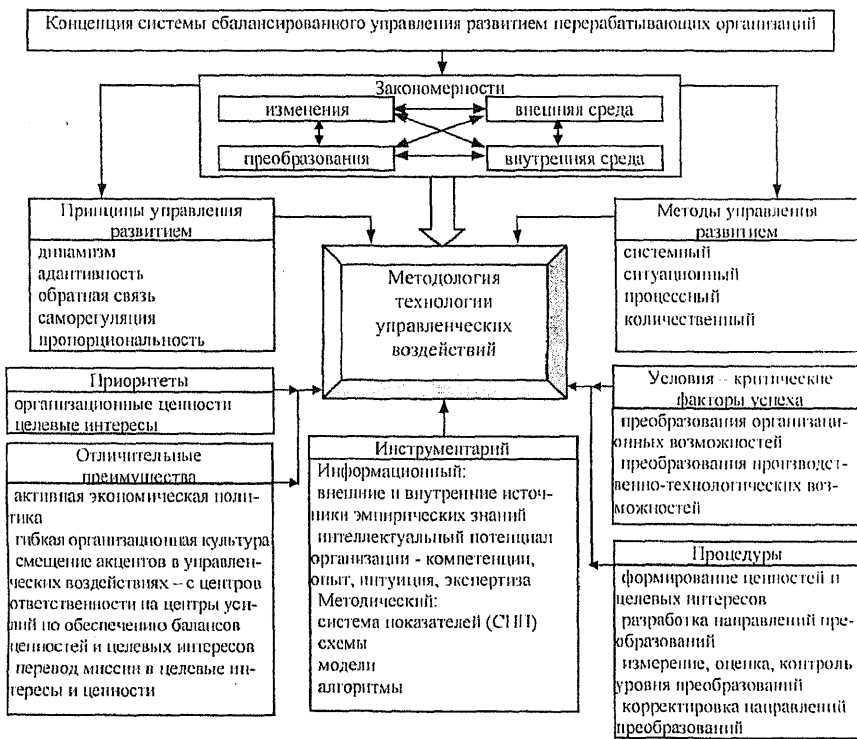 Концепция системы сбалансированного управления развитием перерабатывающих организаций
Закономерности
изменения
внешняя среда
преобразования
внутренняя среда
Принципы управления
развитием
динамизм
адаптивность
обратная связь
саморегуляция
пропорциональность
Методология
технологии
управленческих
воздействий
Методы управления
развитием
системный
ситуационный
процессный
количественный
Приоритеты
организационные ценности
целевые интересы
Отличительные
преимущества
активная экономическая поли-
тика
гибкая организационная культура
смещение акцентов в управлен-
ческих воздействиях – с центров
ответственности на центры уси-
лий по обеспечению балансов
ценностей и целевых интересов
перевод миссии в целевые ин-
тересы и ценности
Инструментарий
Информационный:
внешние и внутренние источ-
ники эмпирических знаний
интеллектуальный потенциал
организации - компетенции,
опыт, интуиция, экспертиза
Методический:
система показателей (СНП)
схемы
модели
алгоритмы
Условия – критические
факторы успеха
преобразования организаци-
онных возможностей
преобразования производст-
венно-технологических воз-
можностей
Процедуры
формирование ценностей и
целевых интересов
разработка направлений пре-
образований
измерение, оценка, контроль
уровня преобразований
корректировка направлений
преобразований